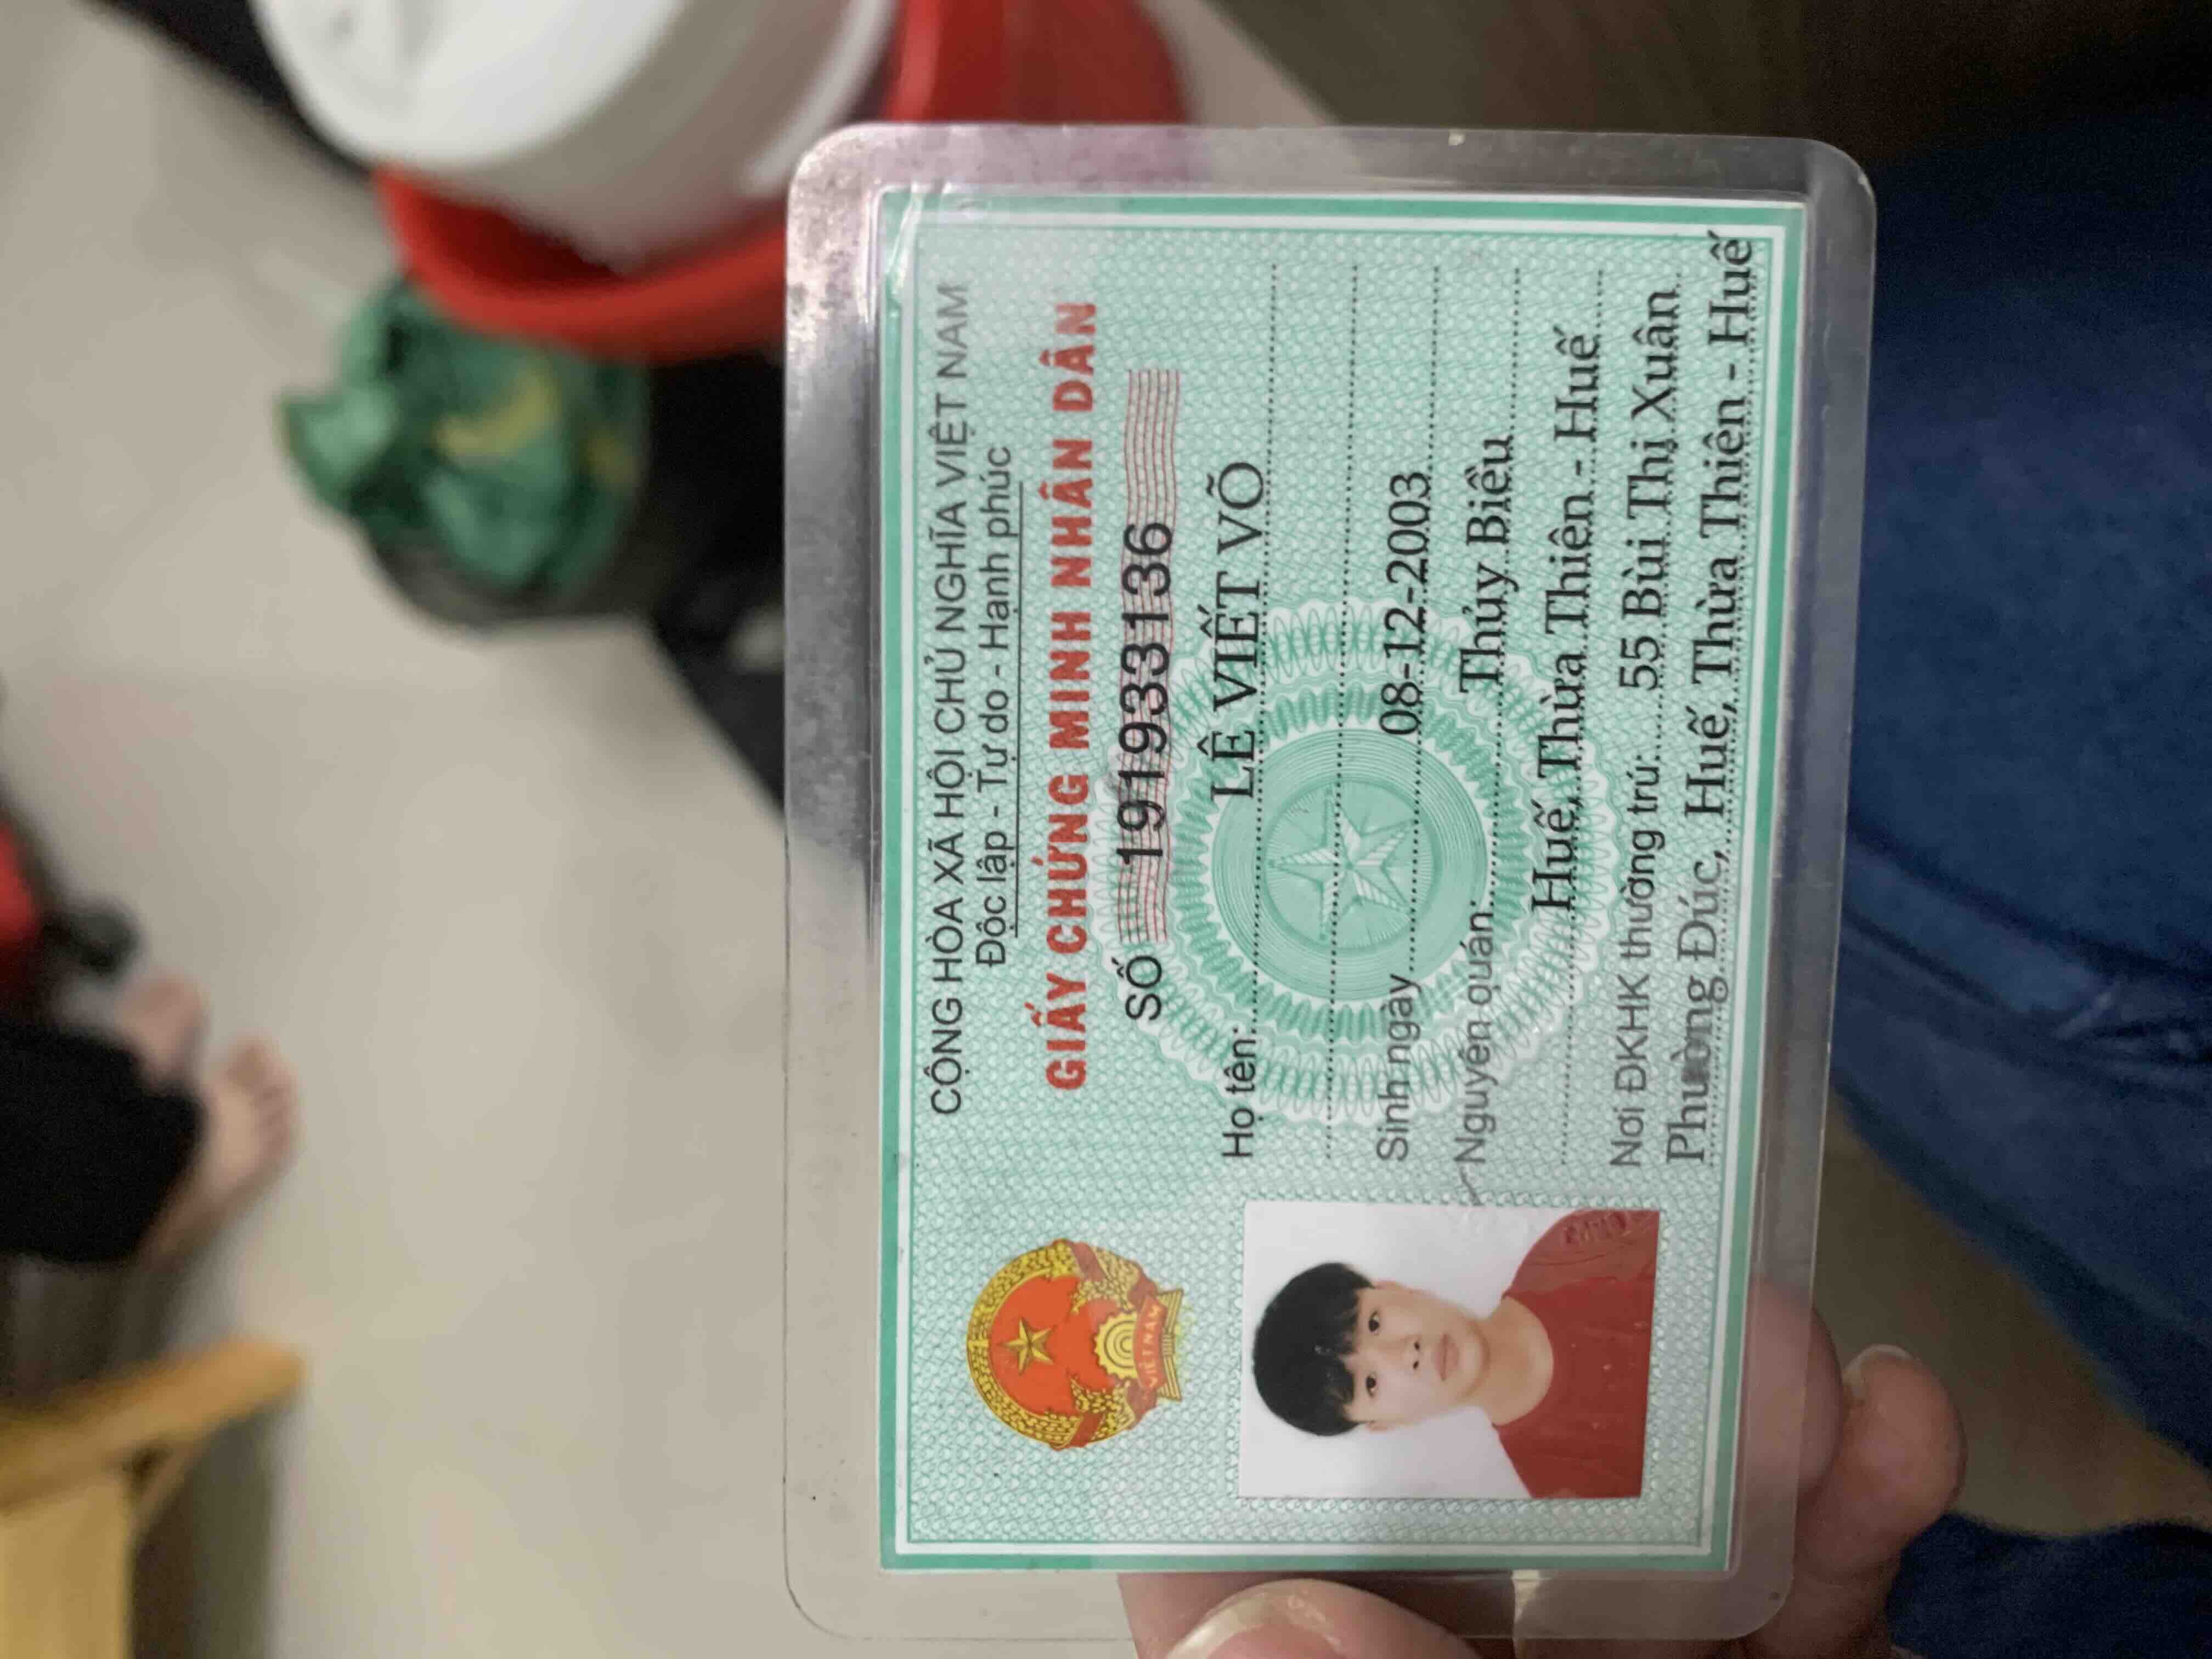 CỘNG HÒA XÃ HỘI CHỦ NGHĨA VIỆT NAM
Độc lập - Tự do - Hạnh phúc
GIẤY CHỨNG MINH NHÂN DÂN
SỐ 191933136
Họ tên: LÊ VIẾT VÕ
Sinh ngày 08-12-2003
Nguyên quán: Thủy Biều
Huế, Thừa Thiên - Huế
Nơi ĐKHK thường trú: 55 Bùi Thị Xuân
Phường Đúc, Huế, Thừa Thiên - Huế
VIỆT NAM